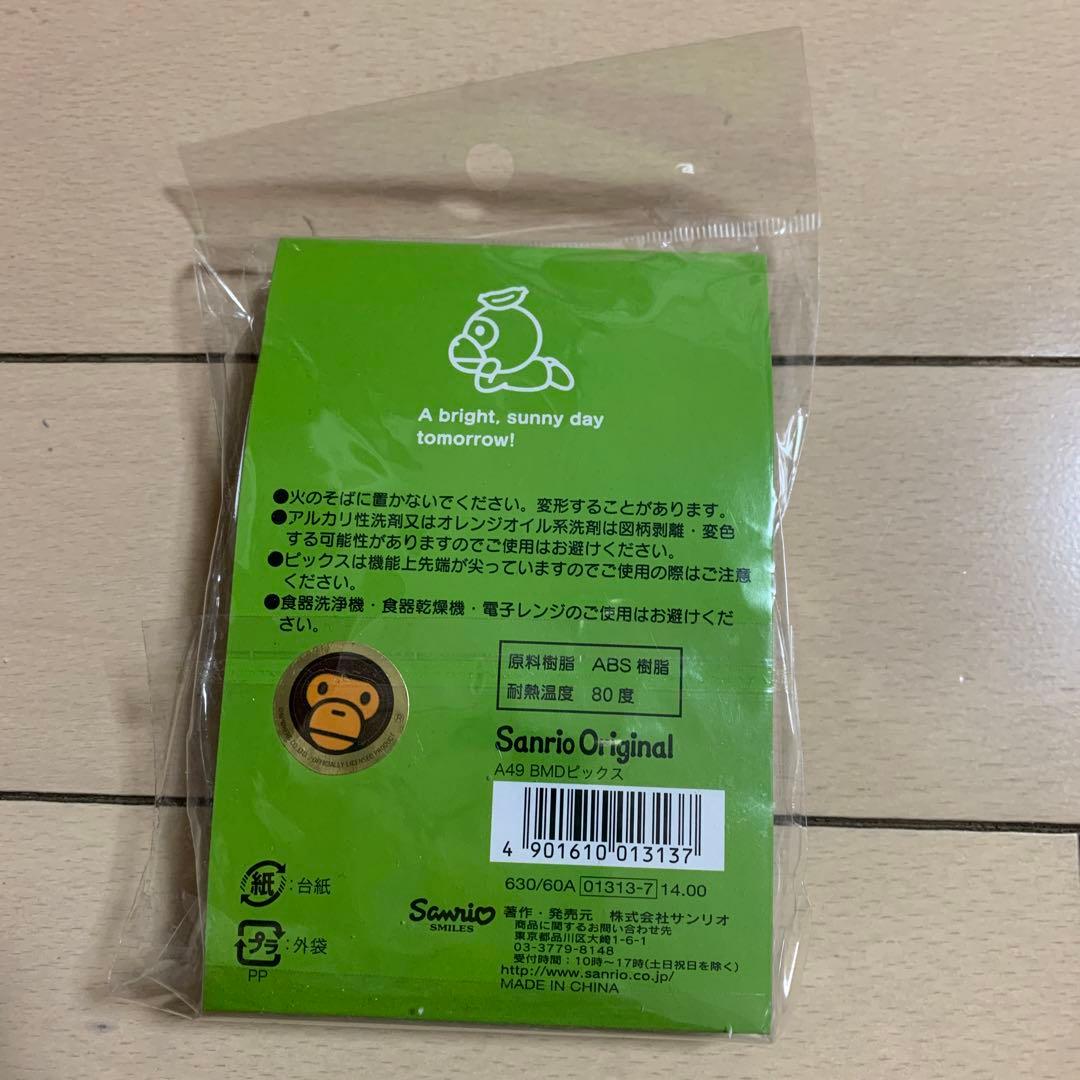 A bright, sunny day
tomorrow!
●火のそばに置かないでください。変形することがあります。
●アルカリ性洗剤又はオレンジオイル系洗剤は図柄剥離・変色
する可能性がありますのでご使用はお避けください。
●ピックスは機能上先端が尖っていますのでご使用の際はご注意
ください。
●食器洗浄機・食器乾燥機・電子レンジのご使用はお避けくだ
さい。
原料樹脂 ABS樹脂
耐熱温度 80度
OFFICIALLY LICENSED PRODUCT
®
Sanrio Original
A49 BMDピックス
4 901610 013137
630/60A 01313-7 14.00
紙:台紙
プラ:外袋
PP
Sanrio
SMILES
著作・発売元 株式会社サンリオ
商品に関するお問い合わせ先
東京都品川区大崎1-6-1
03-3779-8148
受付時間:10時〜17時(土日祝日を除く)
http://www.sanrio.co.jp/
MADE IN CHINA